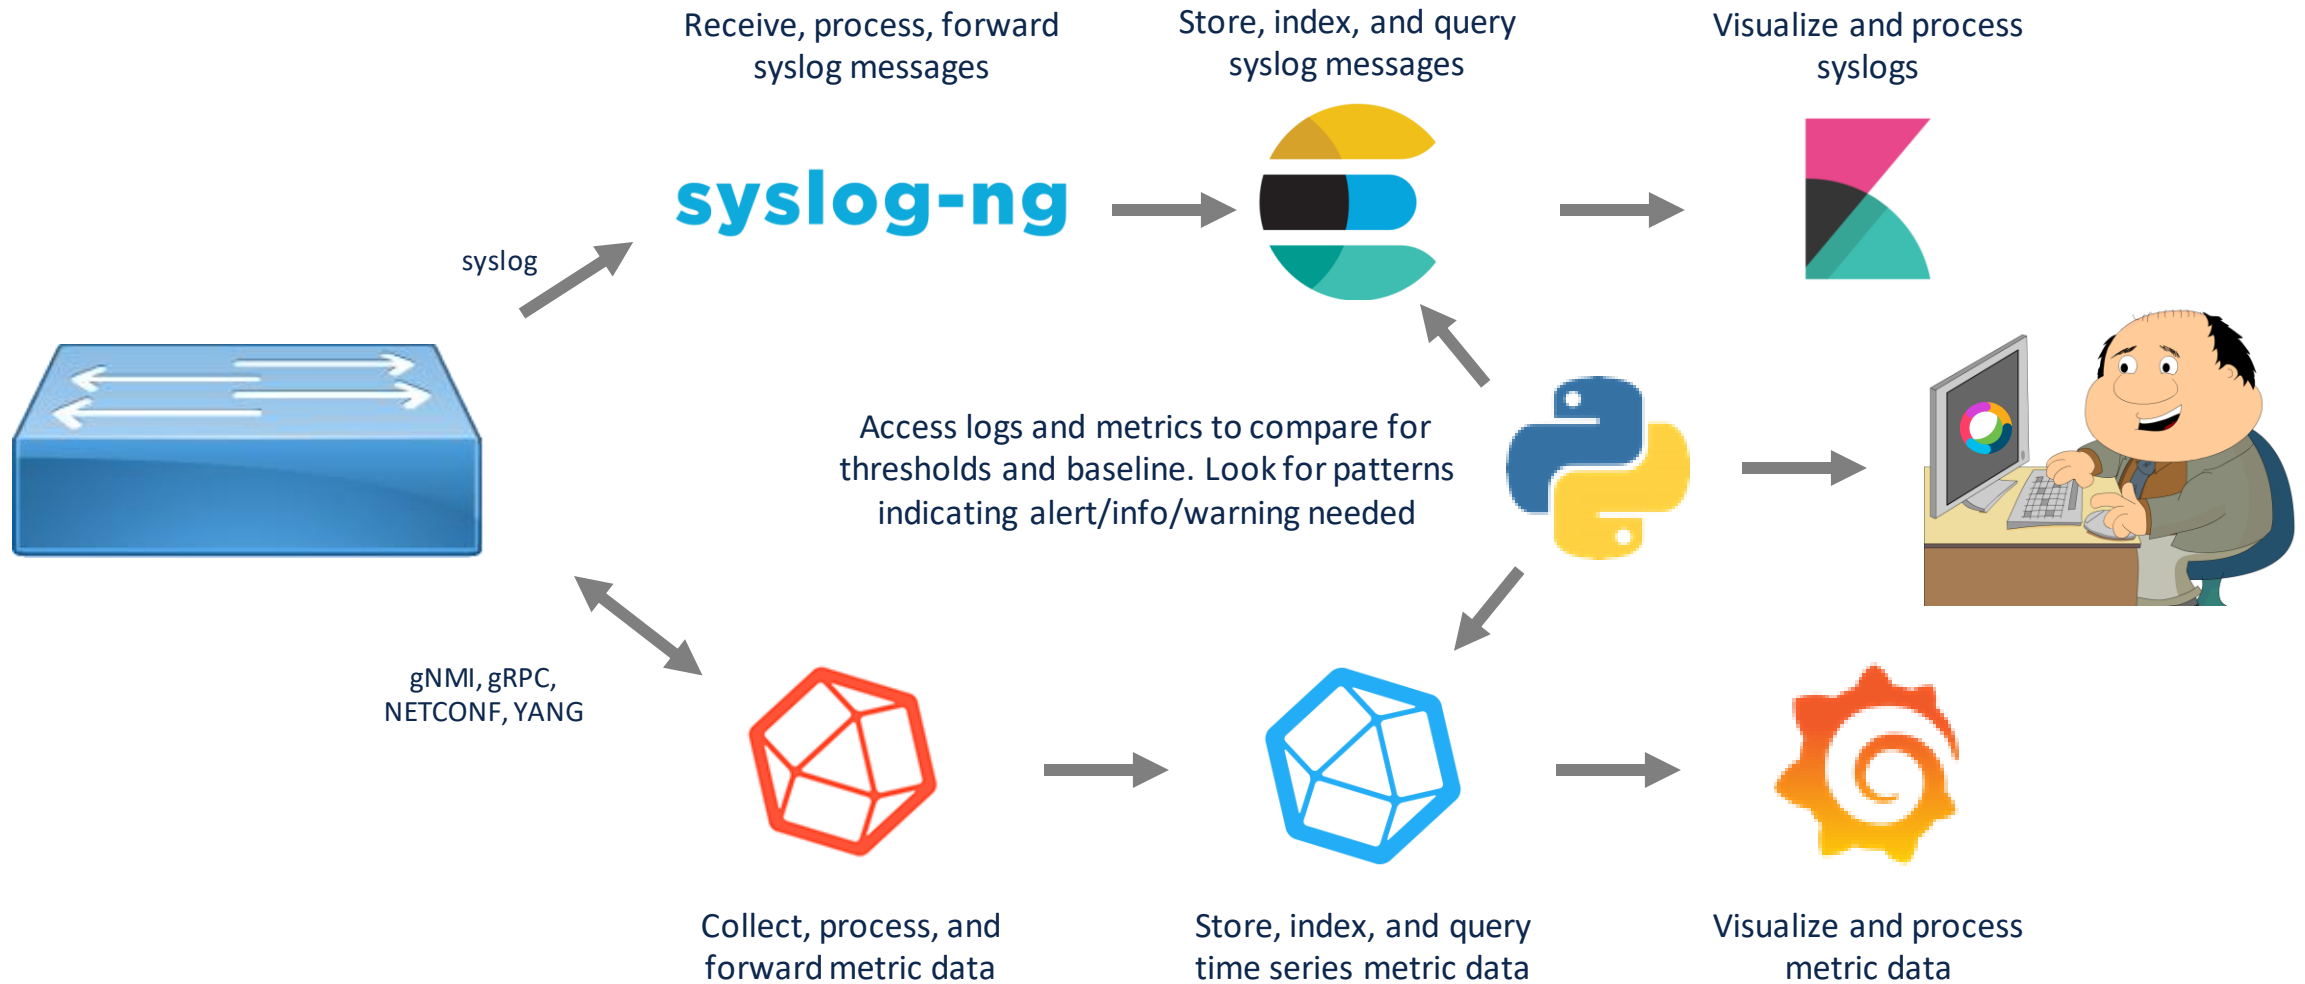 Receive, process, forward
syslog messages
Store, index, and query
syslog messages
Visualize and process
syslogs
syslog-ng
syslog
Access logs and metrics to compare for
thresholds and baseline. Look for patterns
indicating alert/info/warning needed
gNMI, gRPC,
NETCONF, YANG
Collect, process, and
forward metric data
Store, index, and query
time series metric data
Visualize and process
metric data